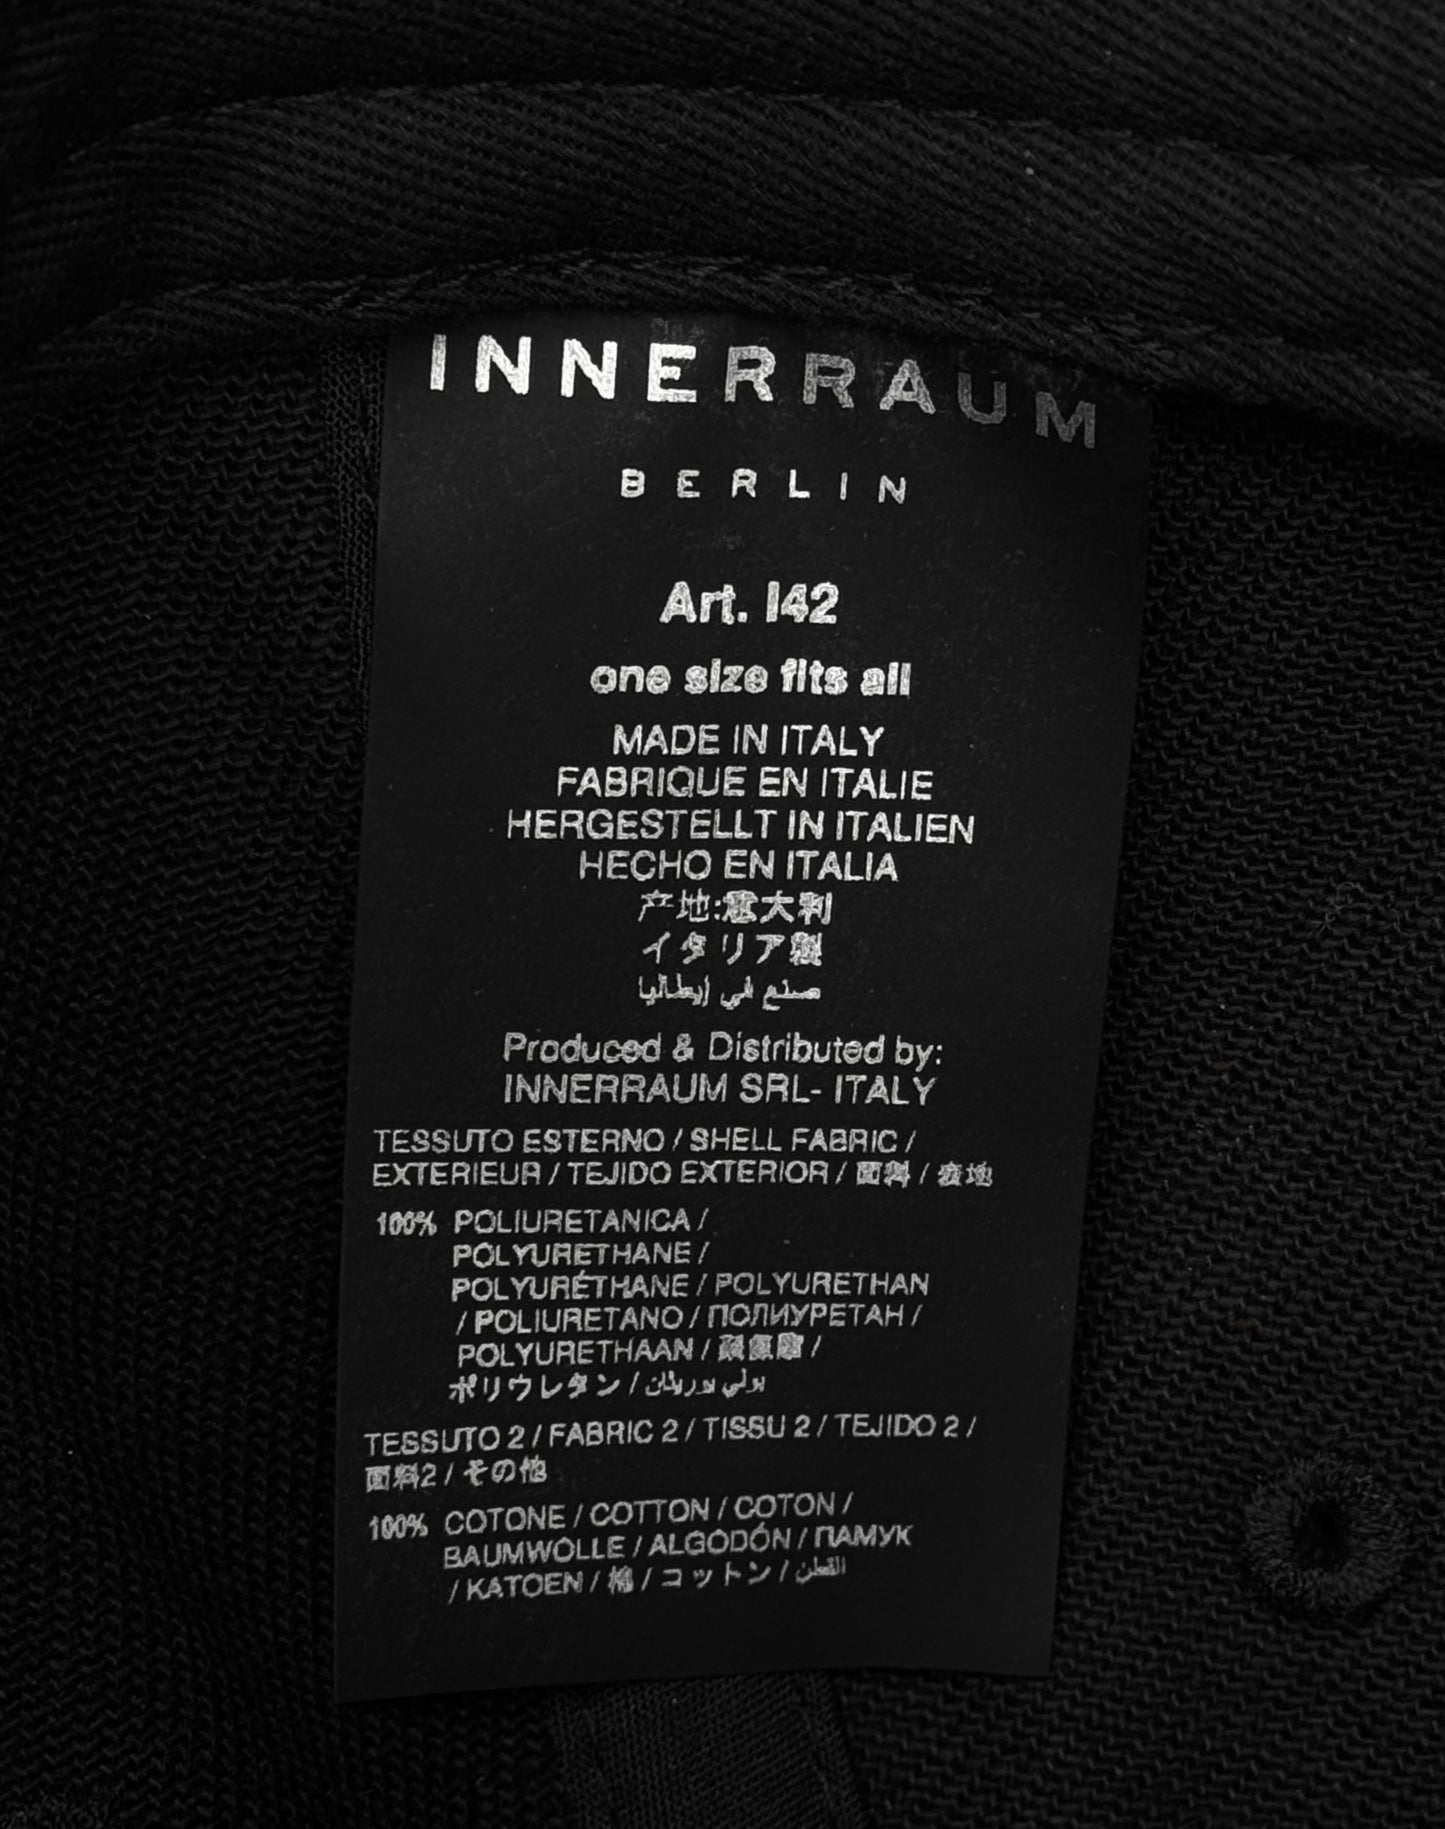 INNERRAUM
BERLIN
Art. I42
one size fits all
MADE IN ITALY
FABRIQUE EN ITALIE
HERGESTELLT IN ITALIEN
HECHO EN ITALIA
产地:意大利
イタリア製
صنع في إيطاليا
Produced & Distributed by:
INNERRAUM SRL- ITALY
TESSUTO ESTERNO / SHELL FABRIC /
EXTERIEUR / TEJIDO EXTERIOR / 面料 / 表地
100% POLIURETANICA /
POLYURETHANE /
POLYURÉTHANE / POLYURETHAN
/ POLIURETANO / ПОЛИУРЕТАН /
POLYURETHAAN / 聚氨酯 /
ポリウレタン / بولي يوريثان
TESSUTO 2 / FABRIC 2 / TISSU 2 / TEJIDO 2 /
面料2 / その他
100% COTONE / COTTON / COTON /
BAUMWOLLE / ALGODÓN / ПАМУК
/ KATOEN / 棉 / コットン / القطن